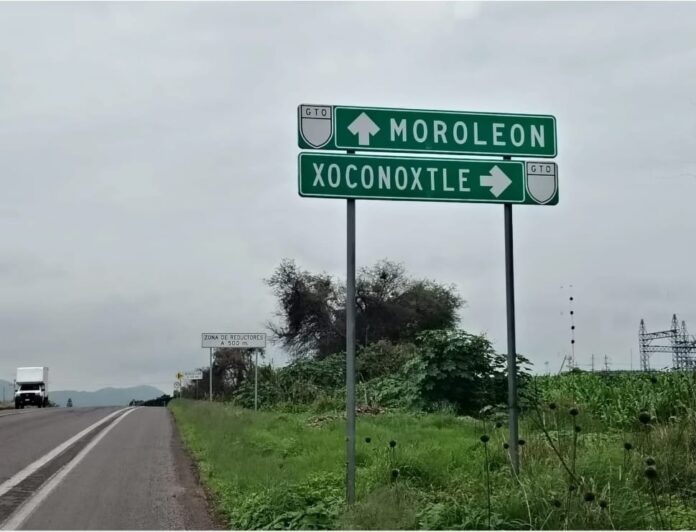 GTO MOROLEON
XOCONOXTLE GTO
ZONA DE REDUCTORES
A 500 m